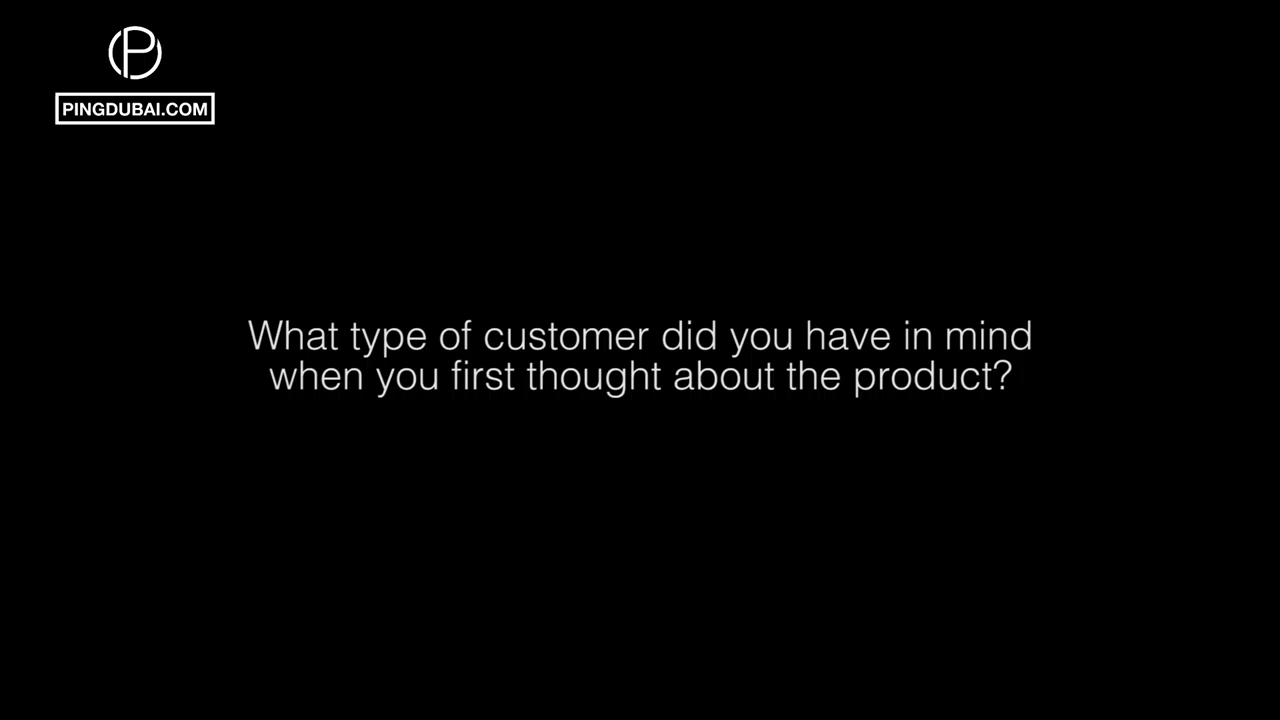 P
PINGDUBAI.COM
What type of customer did you have in mind
when you first thought about the product?